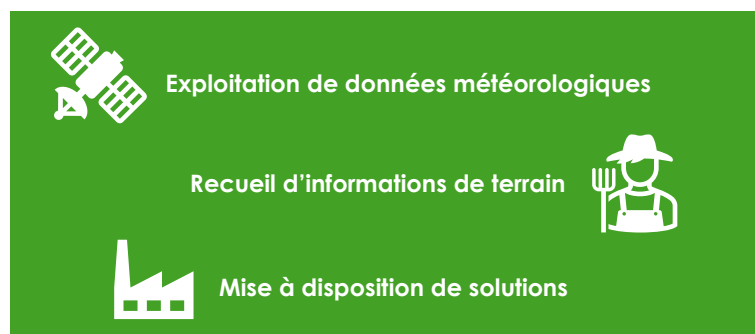 Exploitation de données météorologiques
Recueil d’informations de terrain
Mise à disposition de solutions